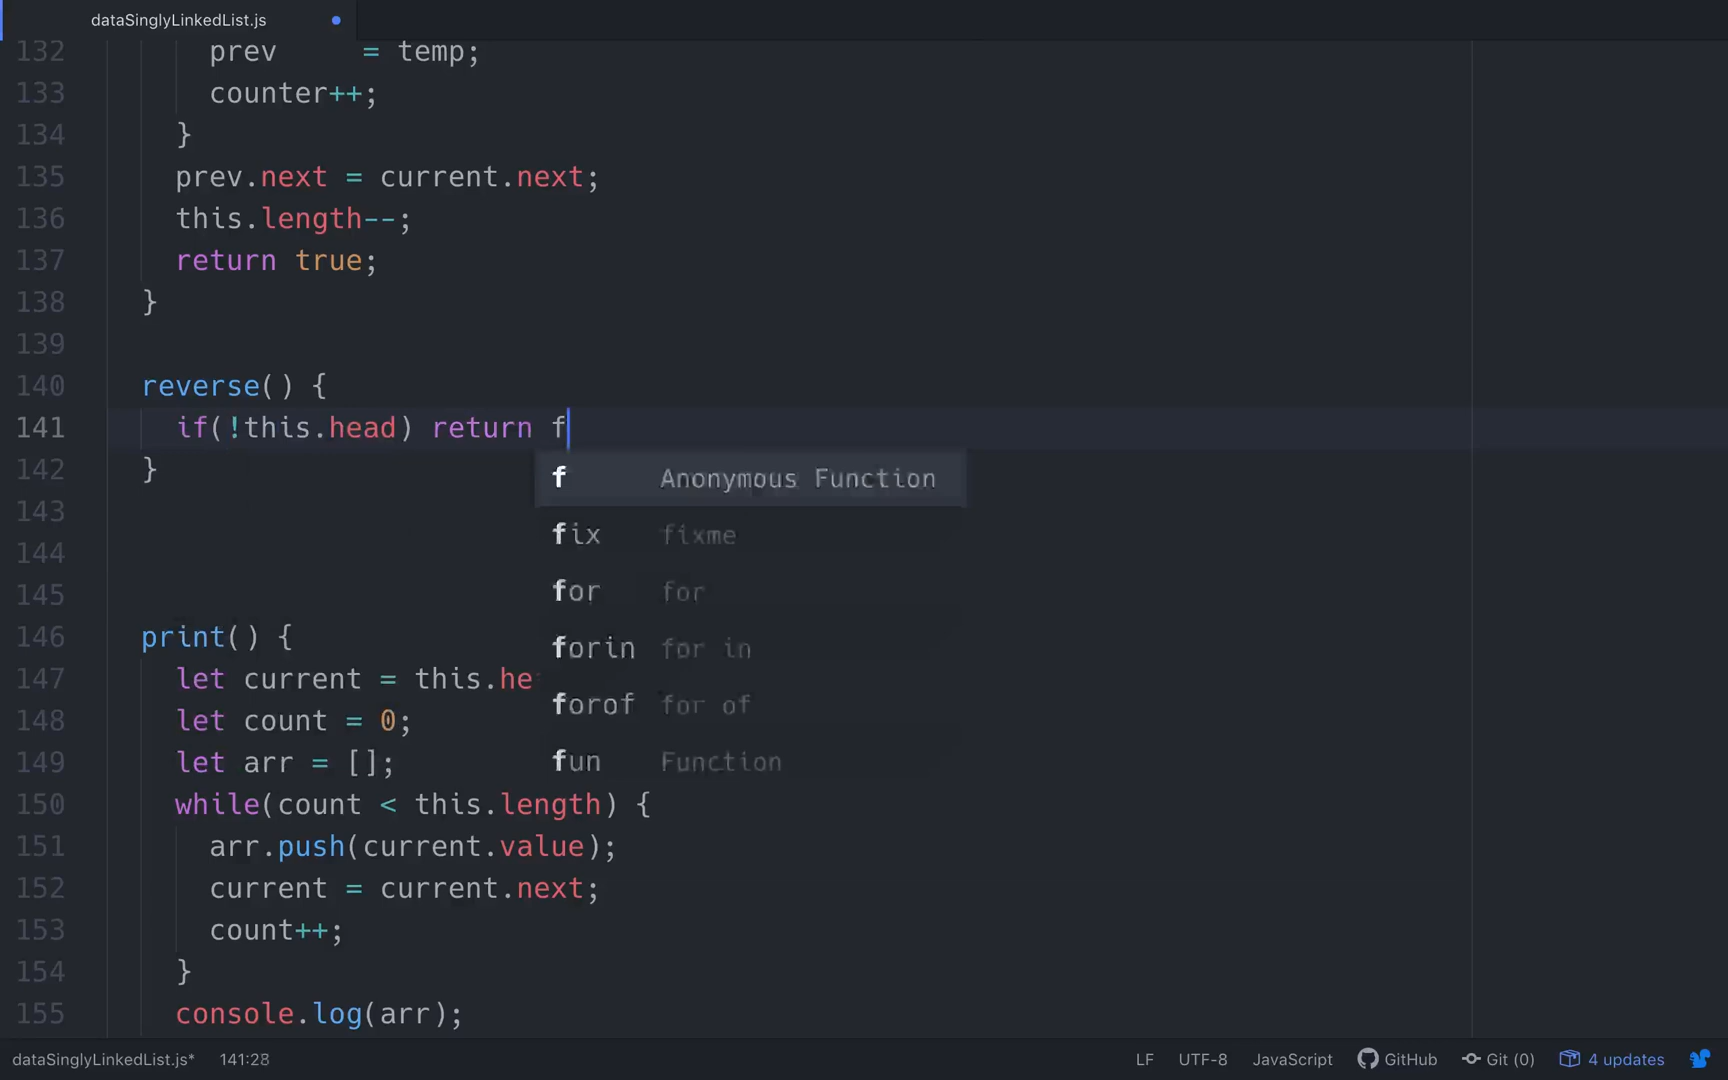 dataSinglyLinkedList.js
132 prev = temp;
133 counter++;
134 }
135 prev.next = current.next;
136 this.length--;
137 return true;
138 }
139
140 reverse() {
141 if(!this.head) return f
142 }
f Anonymous Function
143
fix fixme
144
for for
145
forin for in
146 print() {
147 let current = this.he
forof for of
148 let count = 0;
fun Function
149 let arr = [];
150 while(count < this.length) {
151 arr.push(current.value);
152 current = current.next;
153 count++;
154 }
155 console.log(arr);
dataSinglyLinkedList.js* 141:28 LF UTF-8 JavaScript GitHub Git (0) 4 updates